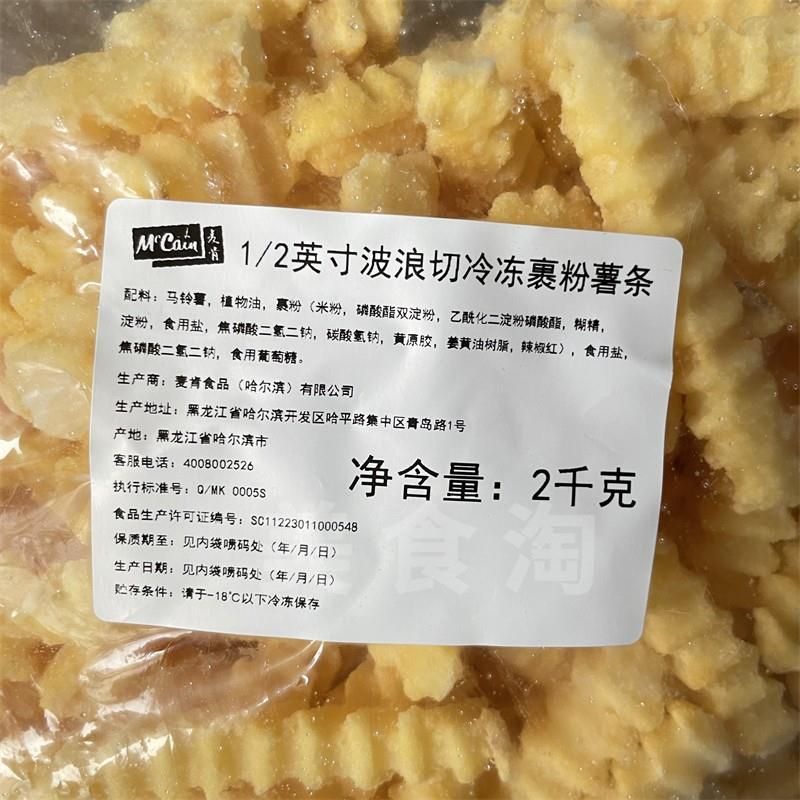 McCain 麦肯
1/2英寸波浪切冷冻裹粉薯条
配料：马铃薯，植物油，裹粉（米粉，磷酸酯双淀粉，乙酰化二淀粉磷酸酯，糊精，
淀粉，食用盐，焦磷酸二氢二钠，碳酸氢钠，黄原胶，姜黄油树脂，辣椒红），食用盐，
焦磷酸二氢二钠，食用葡萄糖。
生产商：麦肯食品（哈尔滨）有限公司
生产地址：黑龙江省哈尔滨开发区哈平路集中区青岛路1号
产地：黑龙江省哈尔滨市
客服电话：4008002526
净含量：2千克
执行标准号：Q/MK 0005S
食品生产许可证编号：SC11223011000548
保质期至：见内袋喷码处（年/月/日）
生产日期：见内袋喷码处（年/月/日）
贮存条件：请于-18℃以下冷冻保存
美食淘